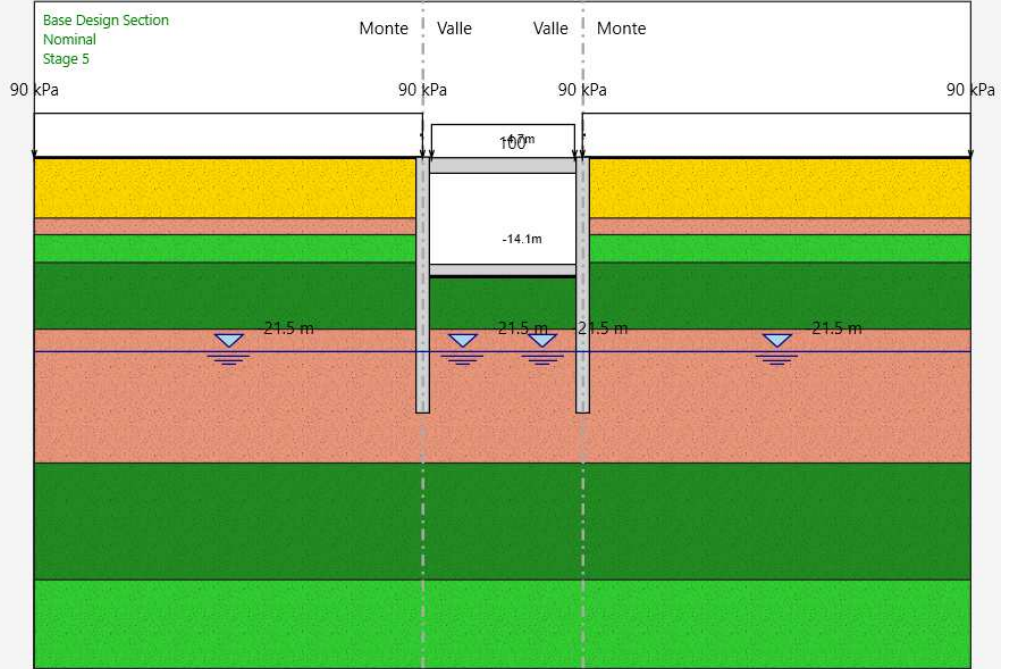 Base Design Section
Nominal
Stage 5
Monte Valle Valle Monte
90 kPa 90 kPa 90 kPa 90 kPa
100
-14.1m
-21.5 m -21.5 m -21.5 m -21.5 m